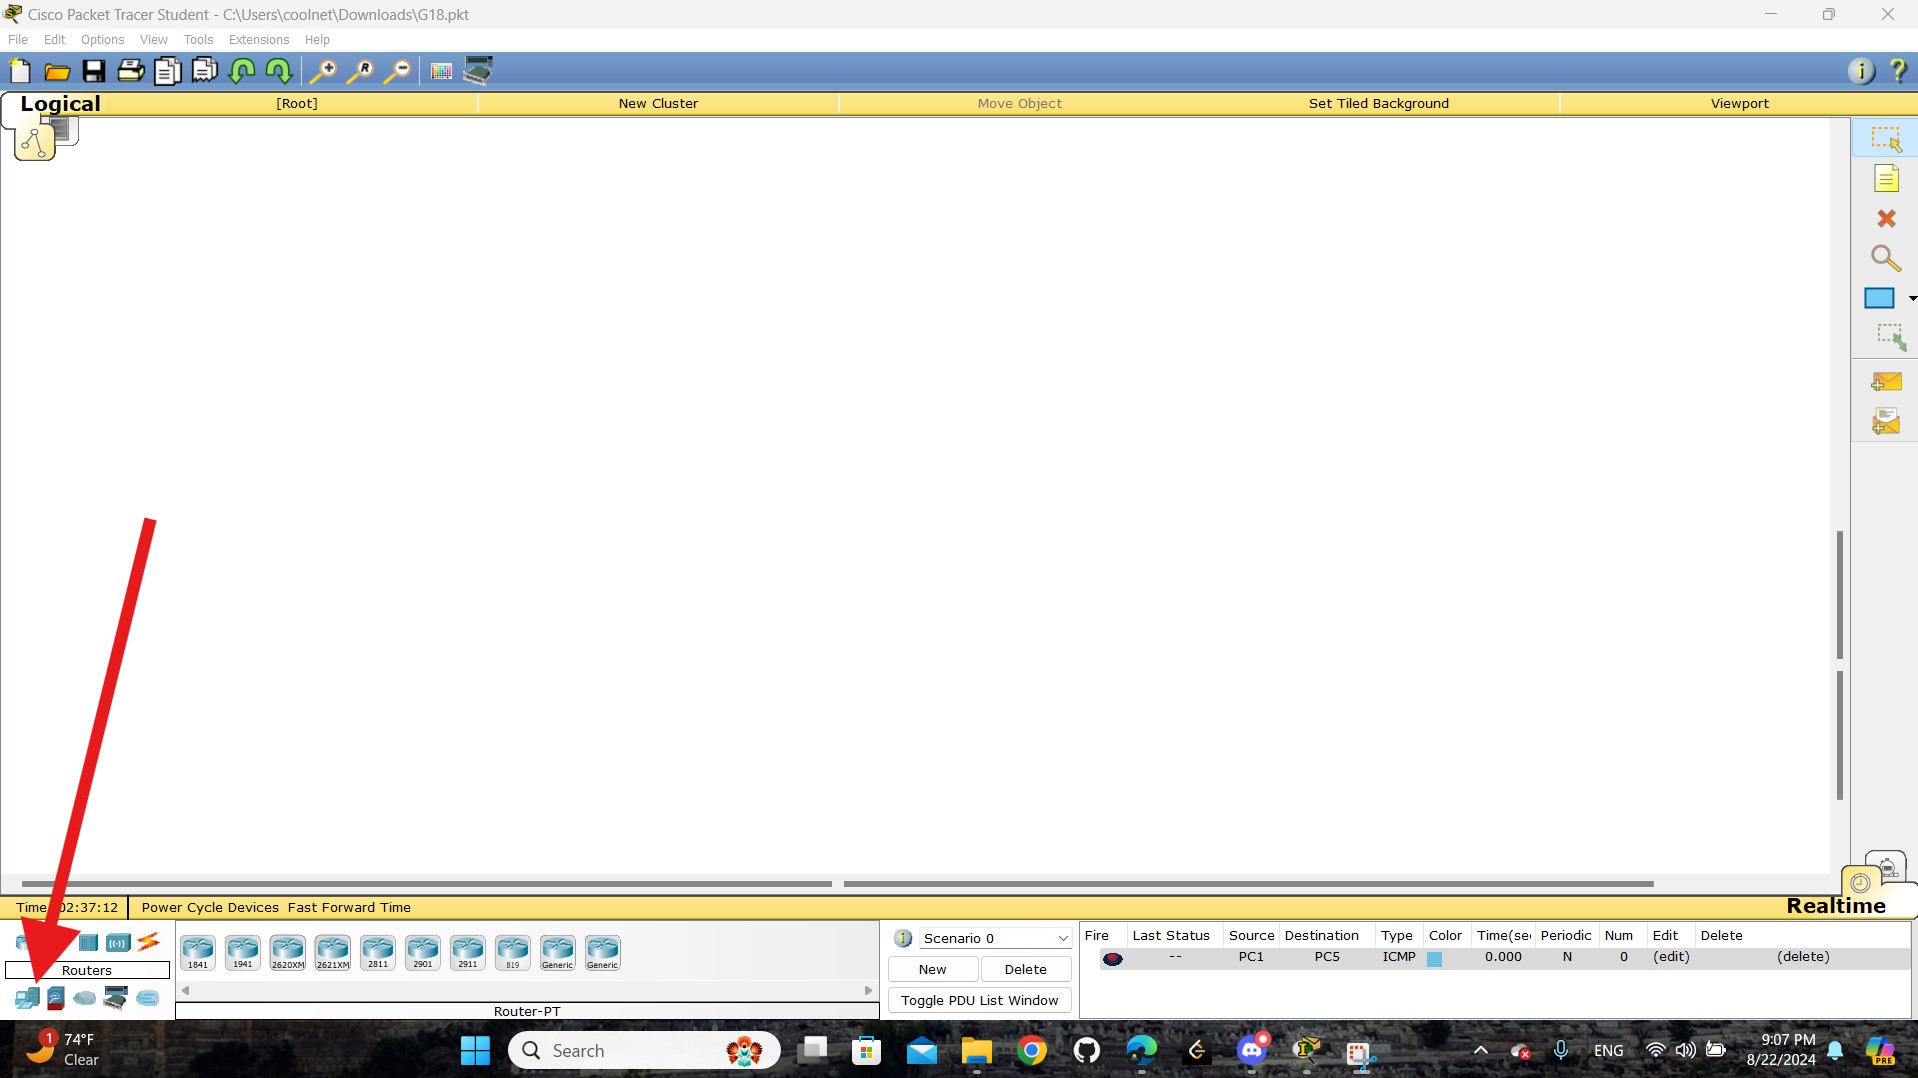 Cisco Packet Tracer Student - C:\Users\coolnet\Downloads\G18.pkt
File Edit Options View Tools Extensions Help
Logical [Root] New Cluster Move Object Set Tiled Background Viewport
Time 02:37:12 Power Cycle Devices Fast Forward Time
Realtime
Routers
1841 1941 2620XM 2621XM 2811 2901 2911 819 Generic Generic
Router-PT
Scenario 0
New Delete
Toggle PDU List Window
Fire Last Status Source Destination Type Color Time(se Periodic Num Edit Delete
-- PC1 PC5 ICMP 0.000 N 0 (edit) (delete)
1
74°F
Clear
Search
ENG
9:07 PM
8/22/2024
PRE